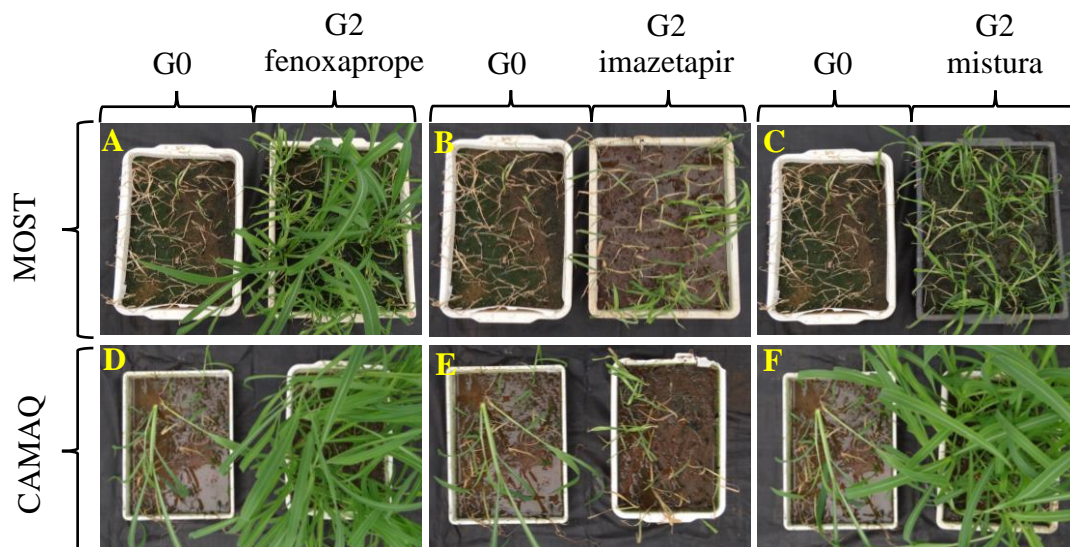 G2 G2 G2
G0 fenoxaprope G0 imazetapir G0 mistura
MOST
A B C
CAMAQ
D E F